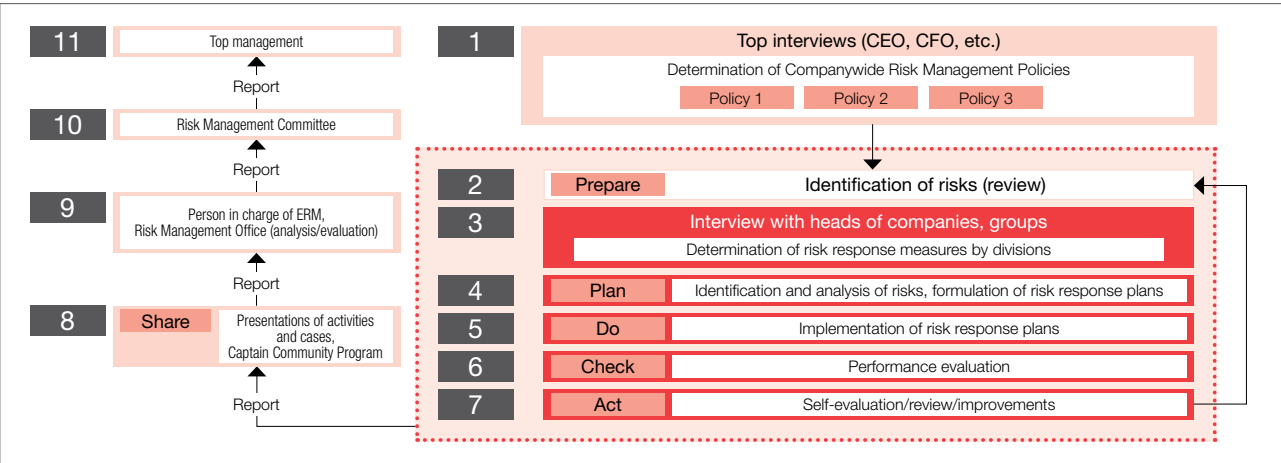 1
Top interviews (CEO, CFO, etc.)
Determination of Companywide Risk Management Policies
Policy 1
Policy 2
Policy 3
2
Prepare
Identification of risks (review)
3
Interview with heads of companies, groups
Determination of risk response measures by divisions
4
Plan
Identification and analysis of risks, formulation of risk response plans
5
Do
Implementation of risk response plans
6
Check
Performance evaluation
7
Act
Self-evaluation/review/improvements
Report
8
Share
Presentations of activities
and cases,
Captain Community Program
Report
9
Person in charge of ERM,
Risk Management Office (analysis/evaluation)
Report
10
Risk Management Committee
Report
11
Top management